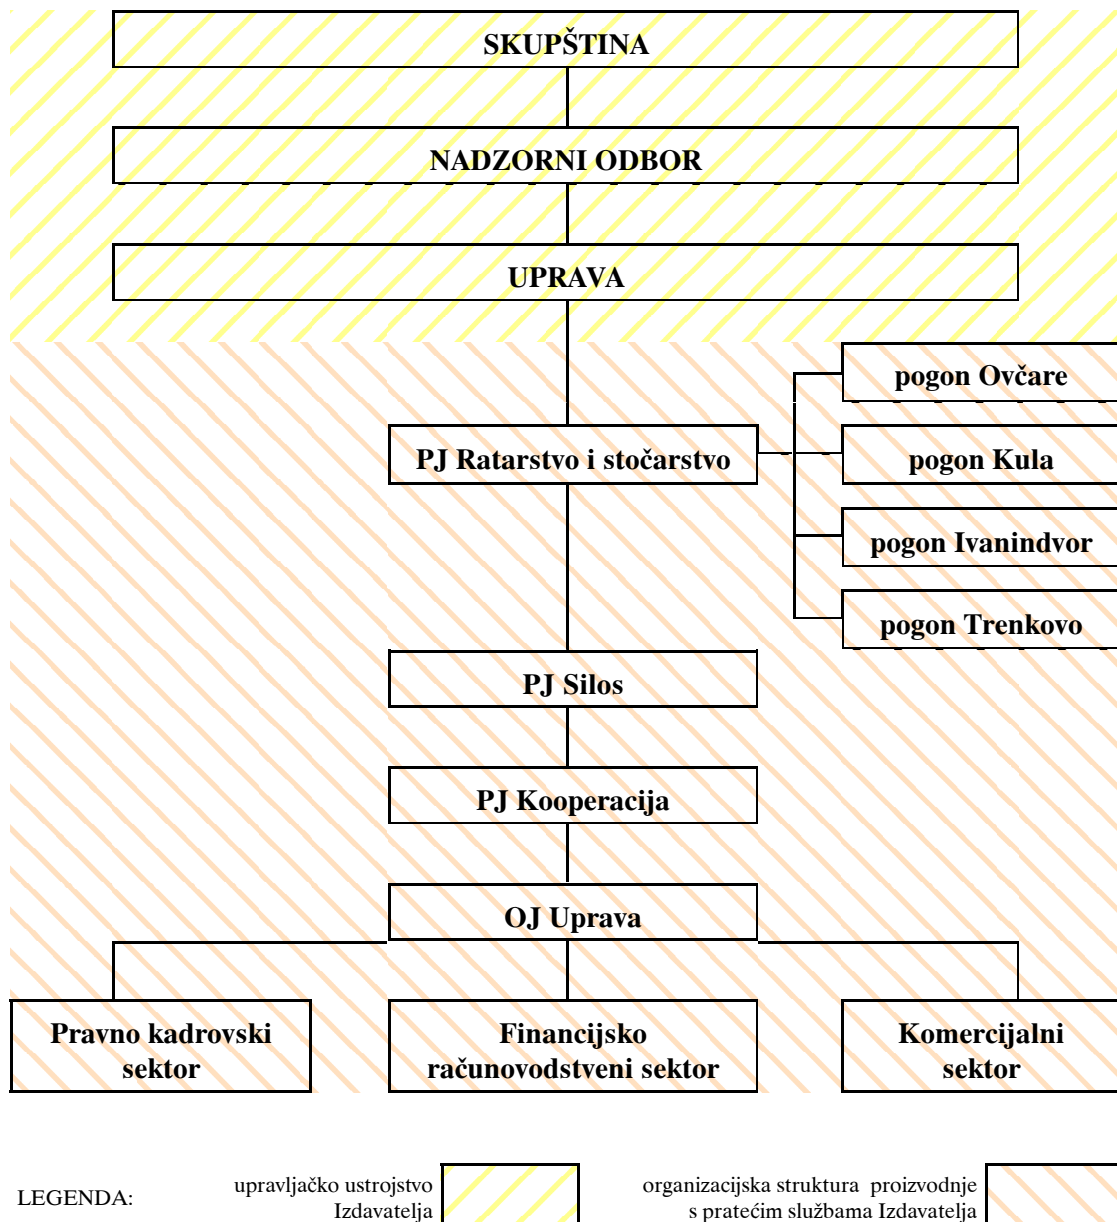 SKUPŠTINA
NADZORNI ODBOR
UPRAVA
pogon Ovčare
PJ Ratarstvo i stočarstvo
pogon Kula
pogon Ivanindvor
pogon Trenkovo
PJ Silos
PJ Kooperacija
OJ Uprava
Pravno kadrovski
sektor
Financijsko
računovodstveni sektor
Komercijalni
sektor
LEGENDA:
upravljačko ustrojstvo
Izdavatelja
organizacijska struktura proizvodnje
s pratećim službama Izdavatelja